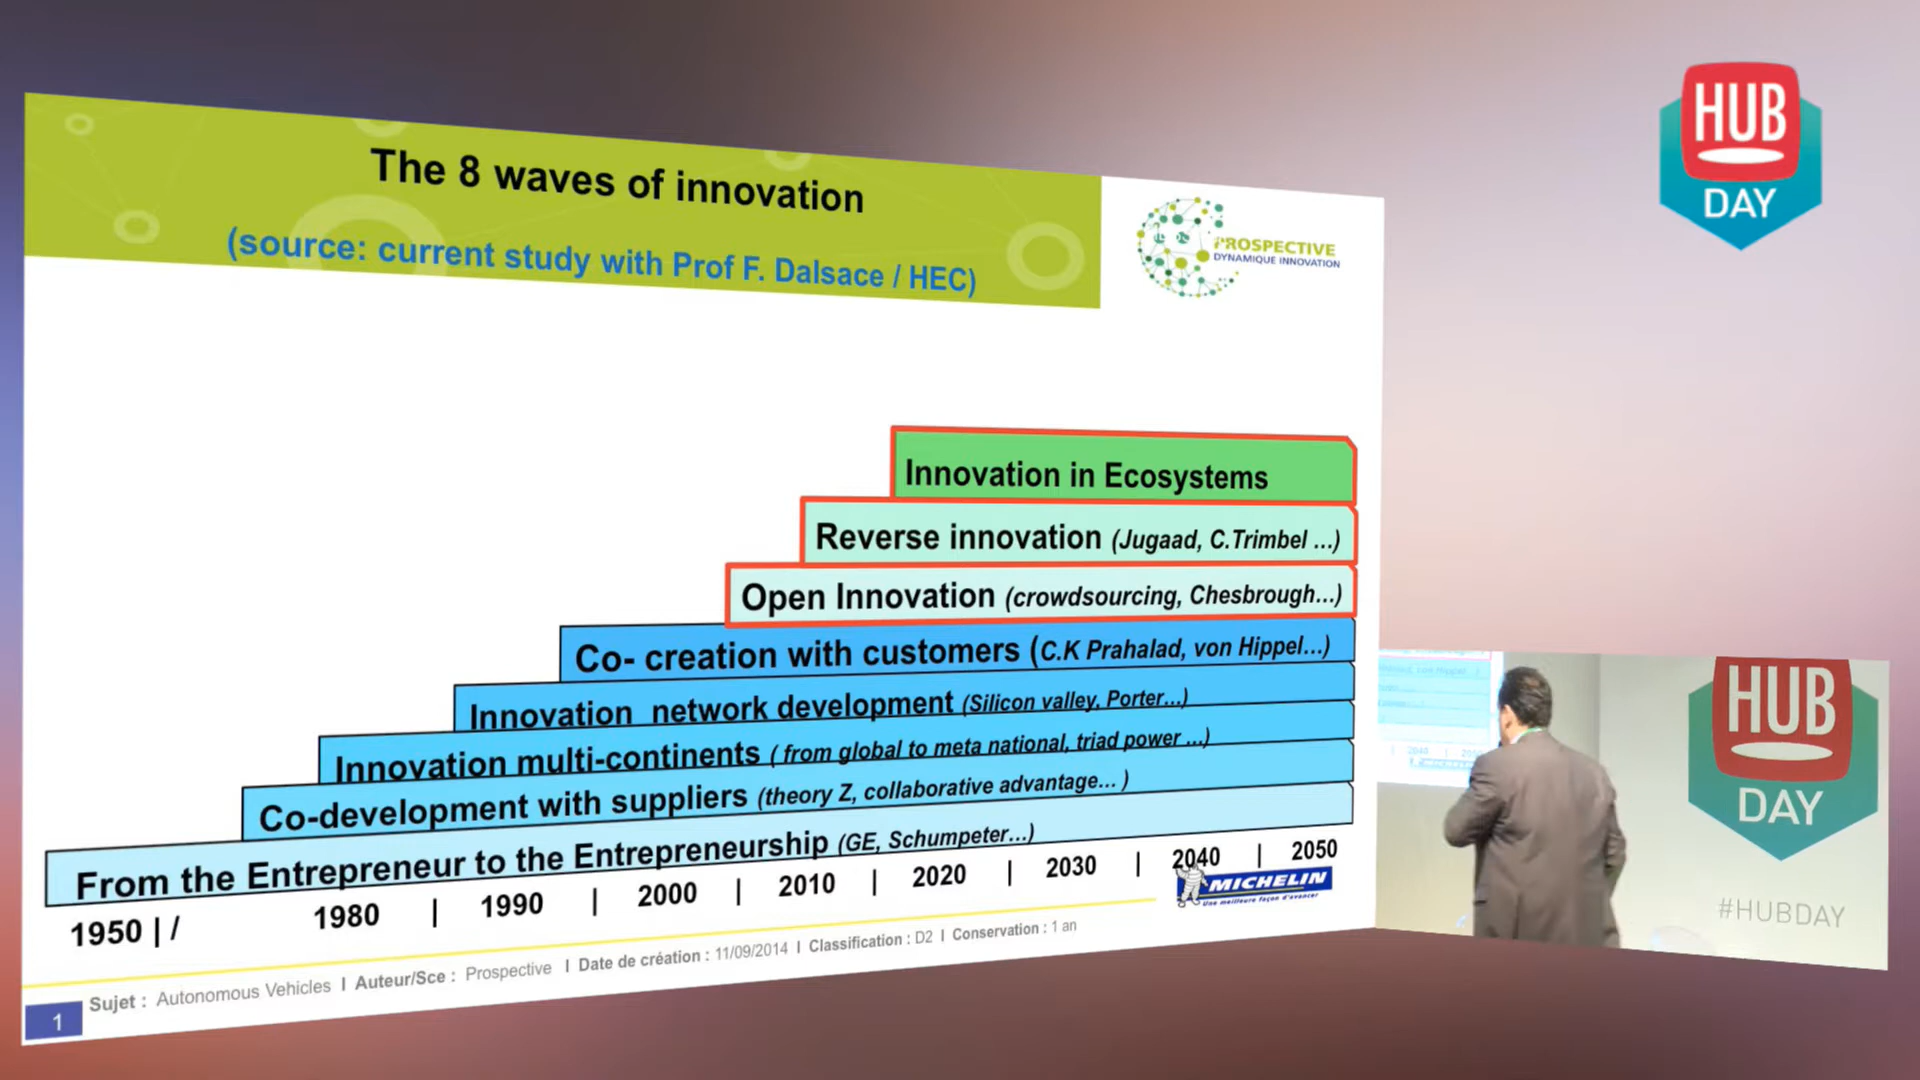 The 8 waves of innovation
(source: current study with Prof F. Dalsace / HEC)
PROSPECTIVE
DYNAMIQUE INNOVATION
HUB
DAY
Innovation in Ecosystems
Reverse innovation (Jugaad, C.Trimbel ...)
Open Innovation (crowdsourcing, Chesbrough...)
Co- creation with customers (C.K Prahalad, von Hippel...)
Innovation network development (Silicon valley, Porter...)
Innovation multi-continents ( from global to meta national, triad power ...)
Co-development with suppliers (theory Z, collaborative advantage... )
From the Entrepreneur to the Entrepreneurship (GE, Schumpeter...)
1950 | / 1980 | 1990 | 2000 | 2010 | 2020 | 2030 | 2040 | 2050
MICHELIN
Une meilleure façon d'avancer
Sujet : Autonomous Vehicles I Auteur/Sce : Prospective I Date de création : 11/09/2014 I Classification : D2 I Conservation : 1 an
1
HUB
DAY
#HUBDAY